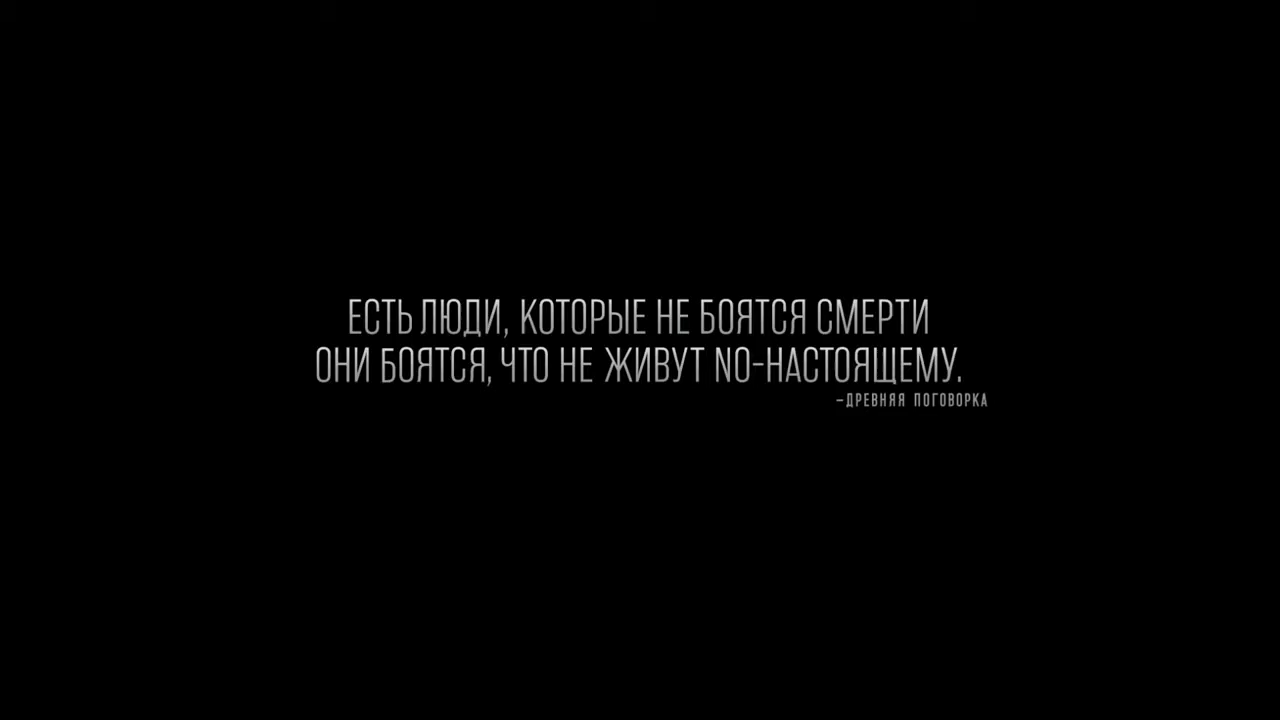 ЕСТЬ ЛЮДИ, КОТОРЫЕ НЕ БОЯТСЯ СМЕРТИ
ОНИ БОЯТСЯ, ЧТО НЕ ЖИВУТ NO-НАСТОЯЩЕМУ.
–ДРЕВНЯЯ ПОГОВОРКА